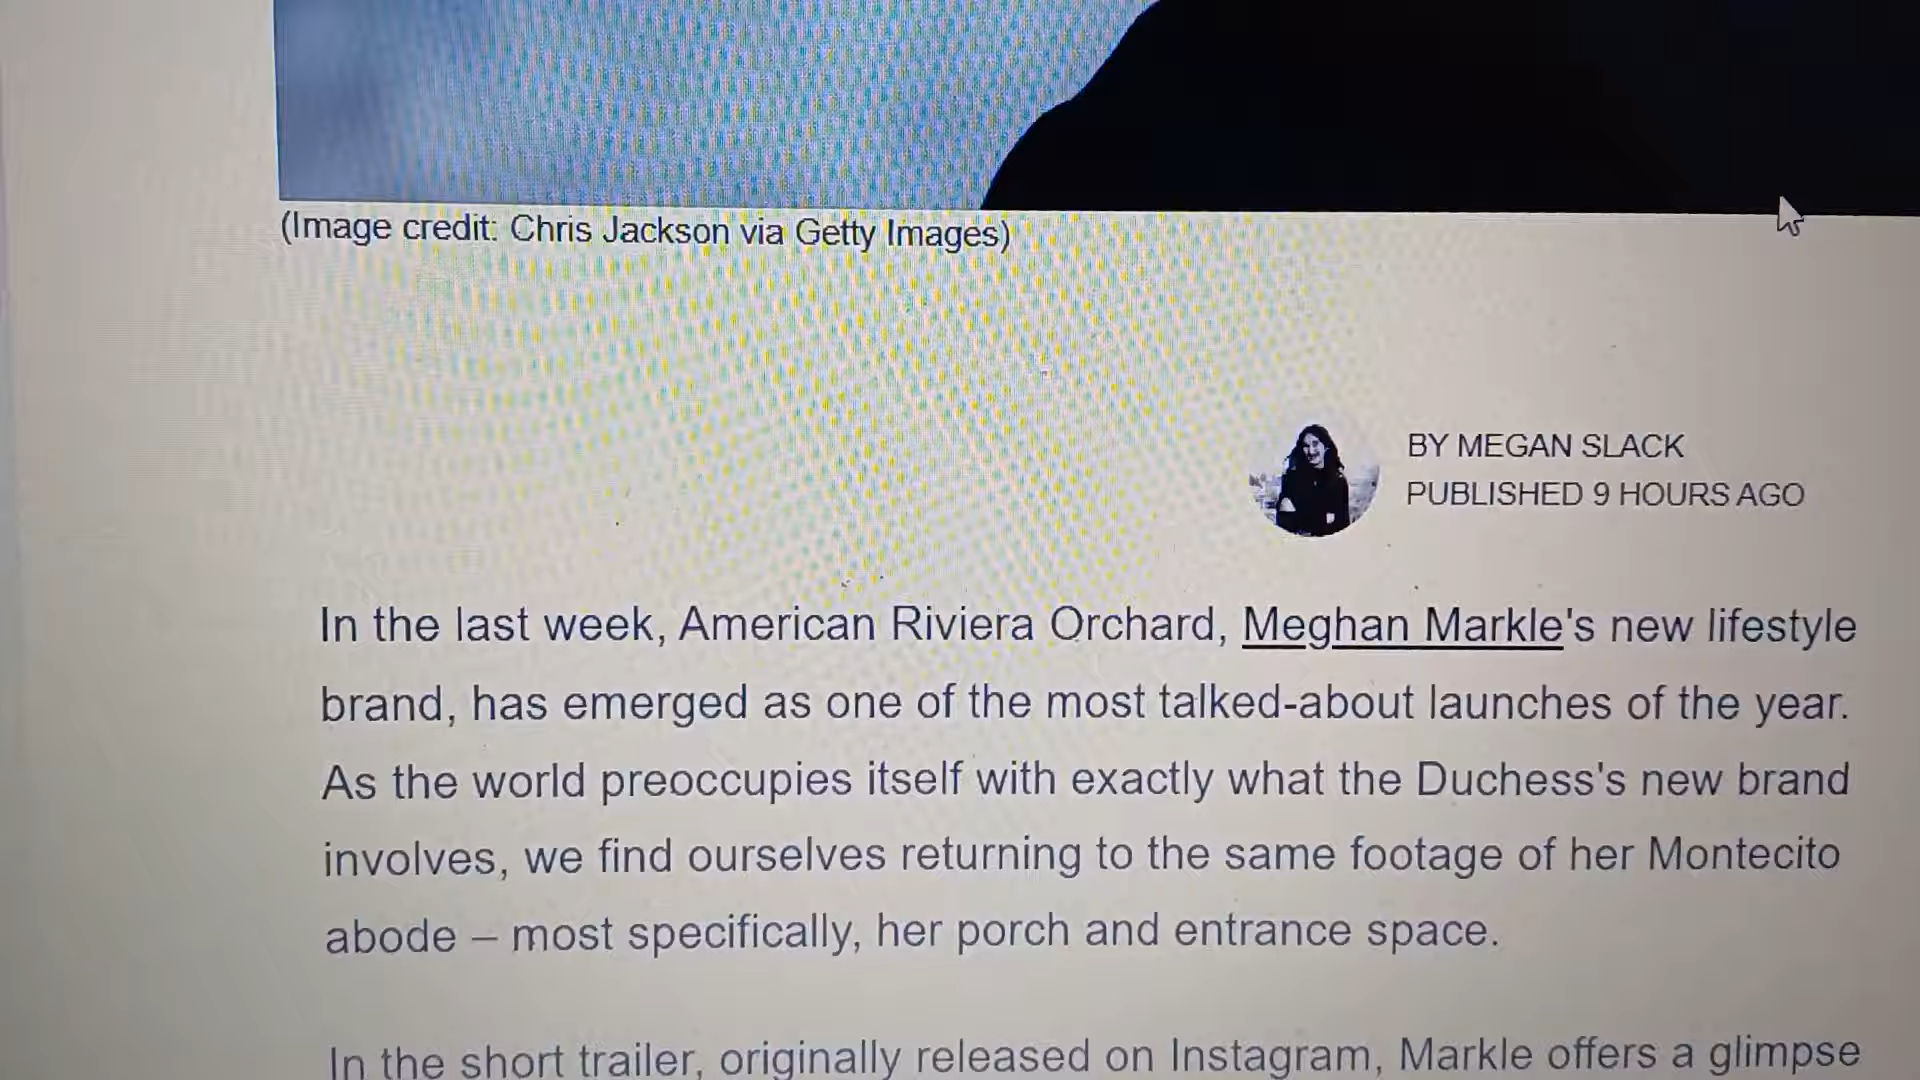 (Image credit: Chris Jackson via Getty Images)
BY MEGAN SLACK
PUBLISHED 9 HOURS AGO
In the last week, American Riviera Orchard, Meghan Markle's new lifestyle
brand, has emerged as one of the most talked-about launches of the year.
As the world preoccupies itself with exactly what the Duchess's new brand
involves, we find ourselves returning to the same footage of her Montecito
abode – most specifically, her porch and entrance space.
In the short trailer, originally released on Instagram, Markle offers a glimpse